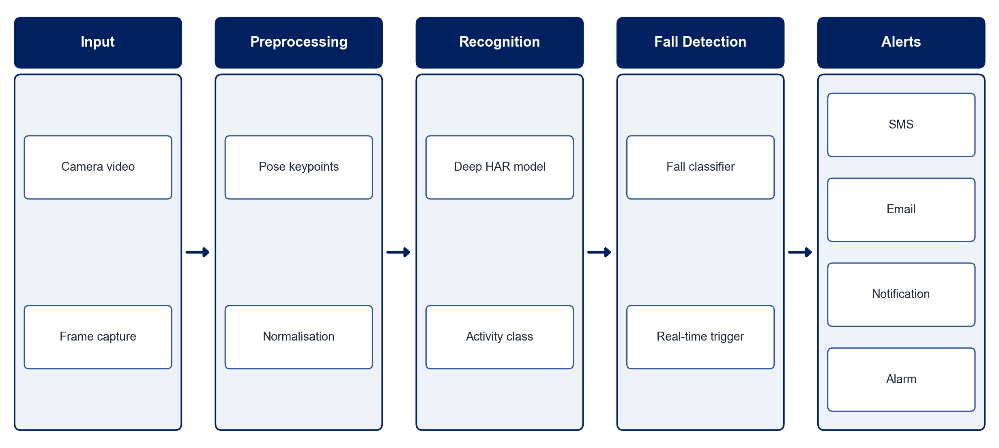 Input
Camera video
Frame capture
Preprocessing
Pose keypoints
Normalisation
Recognition
Deep HAR model
Activity class
Fall Detection
Fall classifier
Real-time trigger
Alerts
SMS
Email
Notification
Alarm